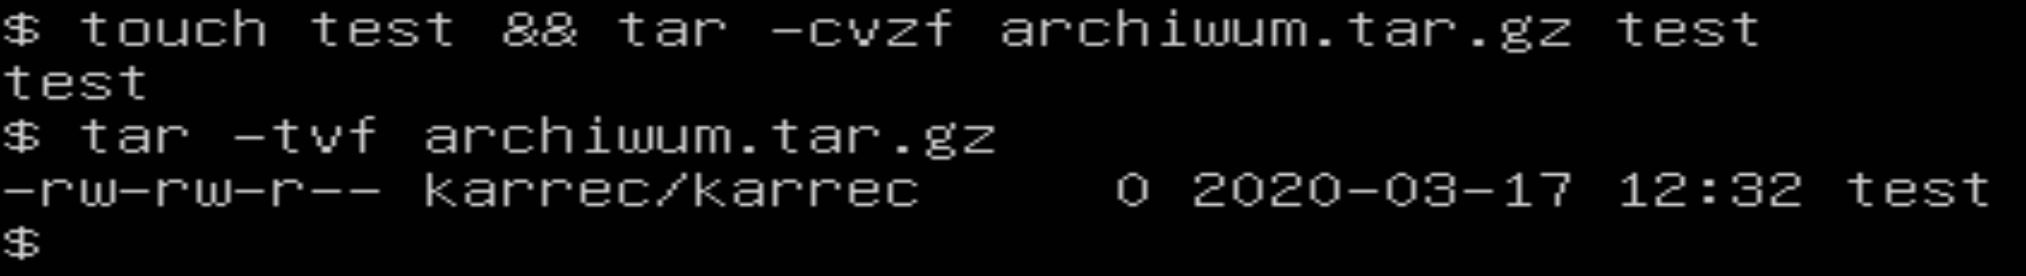 $ touch test && tar -cvzf archiwum.tar.gz test
test
$ tar -tvf archiwum.tar.gz
-rw-rw-r-- karrec/karrec     0 2020-03-17 12:32 test
$